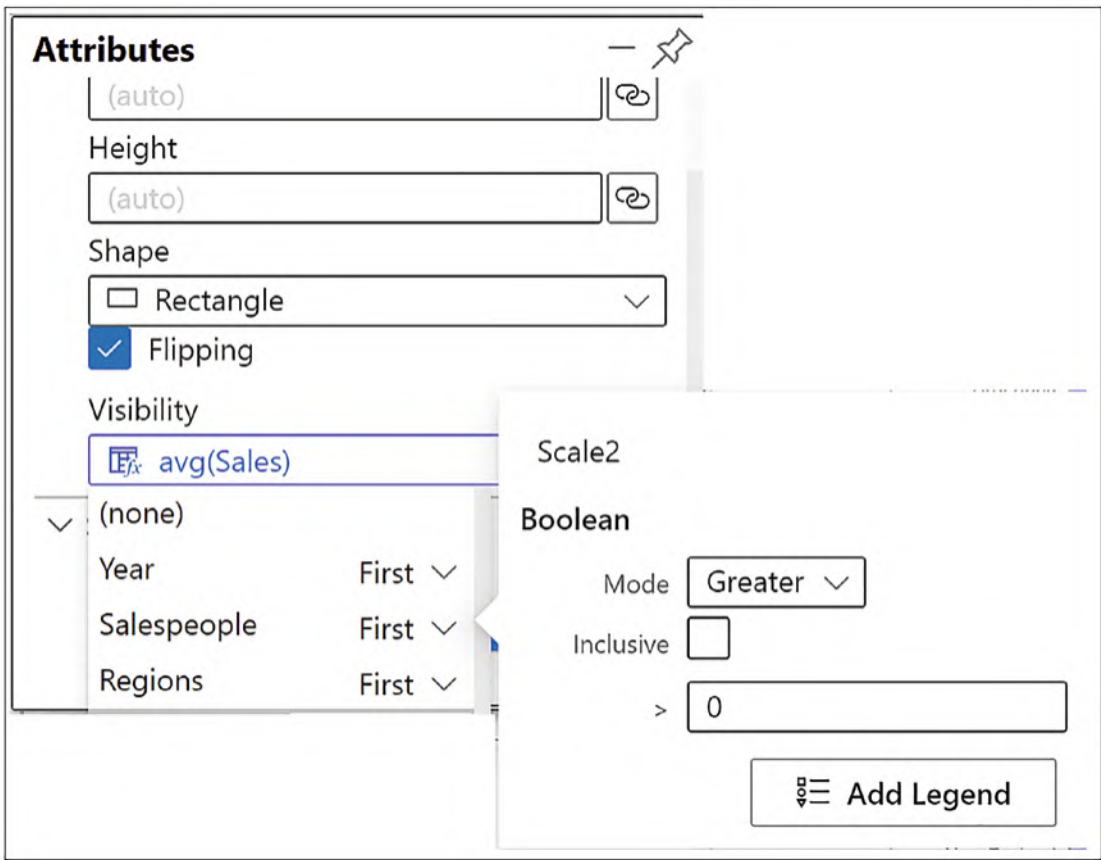 Attributes
(auto)
Height
(auto)
Shape
Rectangle
Flipping
Visibility
avg(Sales)
(none)
Year First
Salespeople First
Regions First
Scale2
Boolean
Mode Greater
Inclusive
> 0
Add Legend